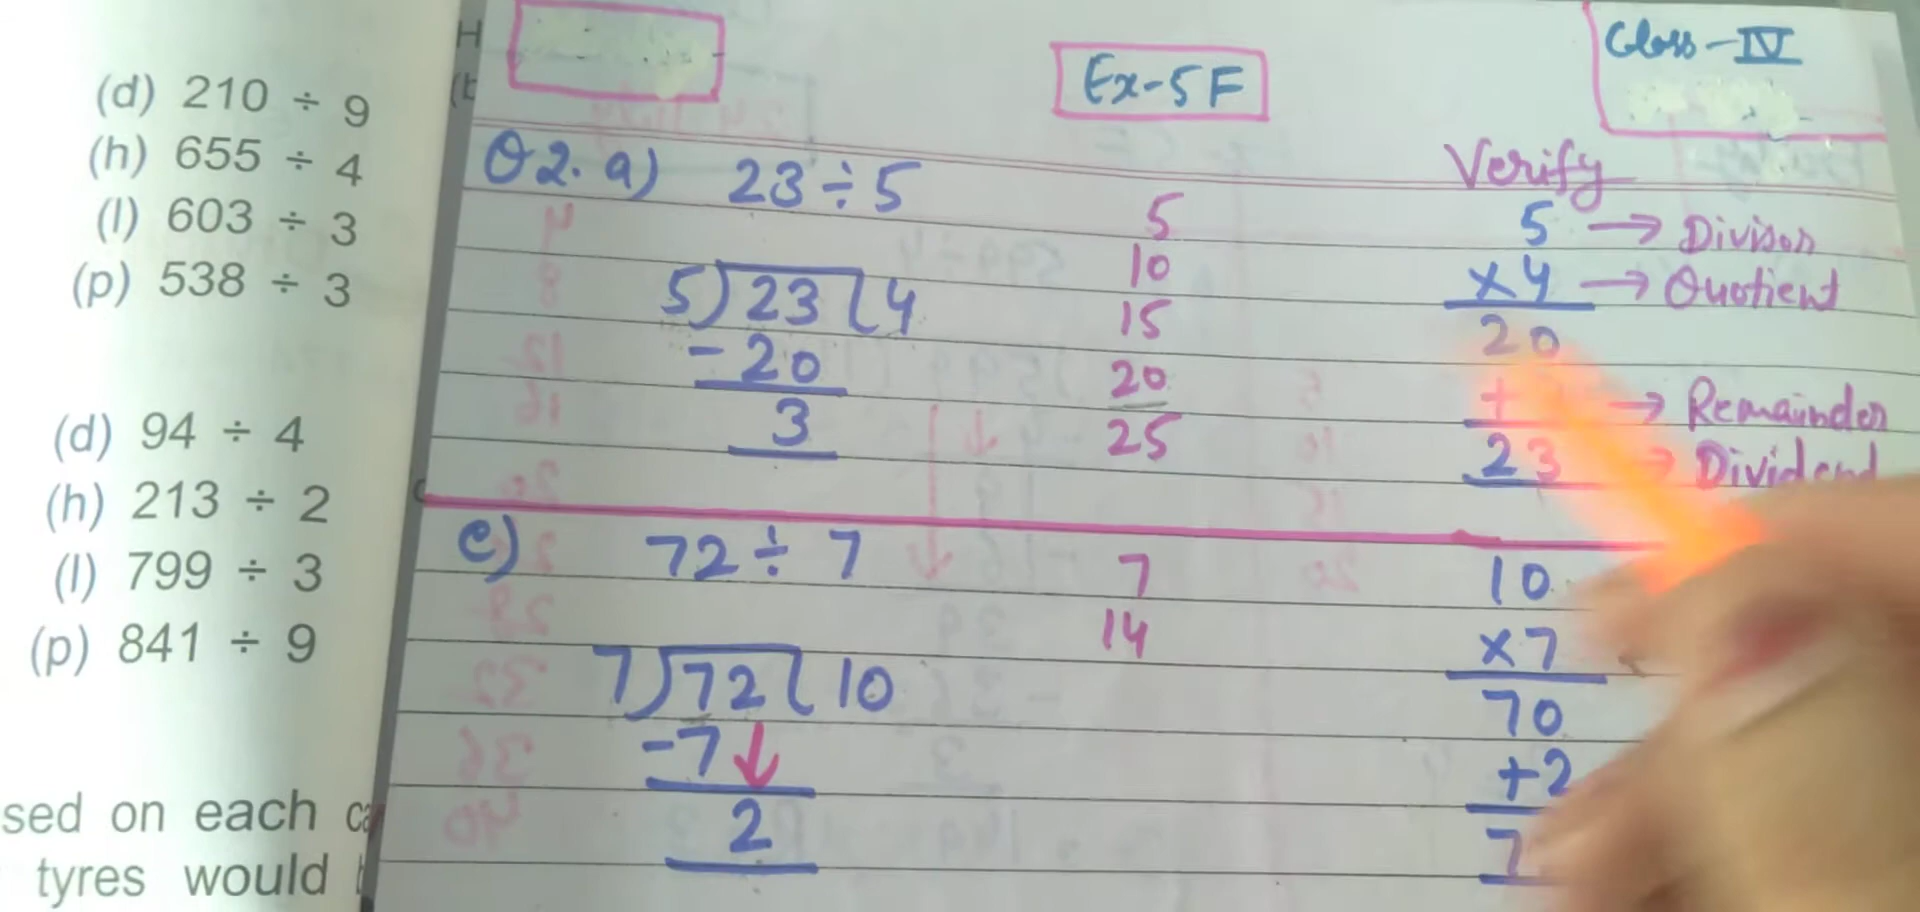 (d) 210 ÷ 9
(h) 655 ÷ 4
(l) 603 ÷ 3
(p) 538 ÷ 3
(d) 94 ÷ 4
(h) 213 ÷ 2
(l) 799 ÷ 3
(p) 841 ÷ 9
sed on each
tyres would
Ex-5F
Class-IV
Q2. a) 23÷5
5)23(4
-20
3
5
10
15
20
25
Verify
5 → Divisor
×4 → Quotient
20
+ → Remainder
23 → Dividend
e) 72÷7
7)72(10
-7↓
2
7
14
10
×7
70
+2
7